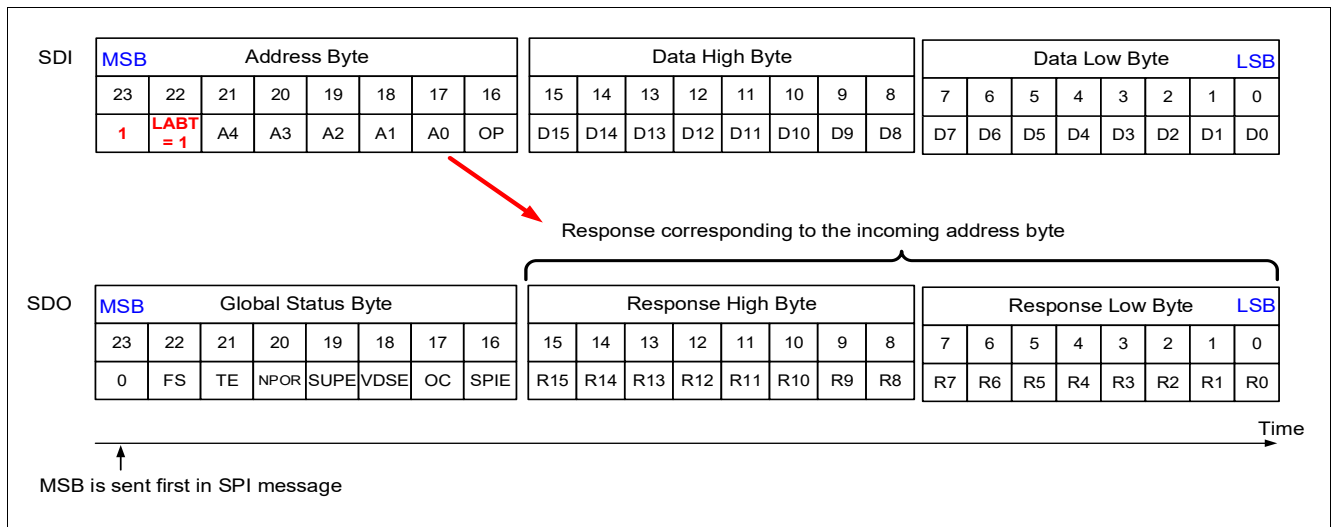 SDI MSB Address Byte Data High Byte Data Low Byte LSB
23 22 21 20 19 18 17 16 15 14 13 12 11 10 9 8 7 6 5 4 3 2 1 0
1 LABT = 1 A4 A3 A2 A1 A0 OP D15 D14 D13 D12 D11 D10 D9 D8 D7 D6 D5 D4 D3 D2 D1 D0
Response corresponding to the incoming address byte
SDO MSB Global Status Byte Response High Byte Response Low Byte LSB
23 22 21 20 19 18 17 16 15 14 13 12 11 10 9 8 7 6 5 4 3 2 1 0
0 FS TE NPOR SUPE VDSE OC SPIE R15 R14 R13 R12 R11 R10 R9 R8 R7 R6 R5 R4 R3 R2 R1 R0
Time
MSB is sent first in SPI message